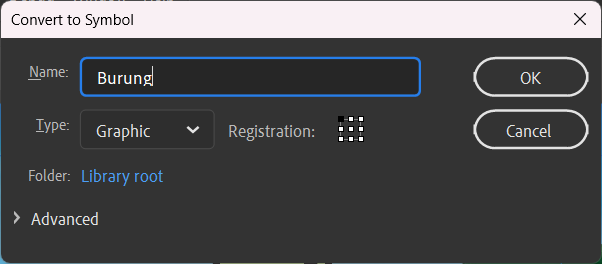 Convert to Symbol
Name: Burung OK
Type: Graphic Registration: Cancel
Folder: Library root
Advanced